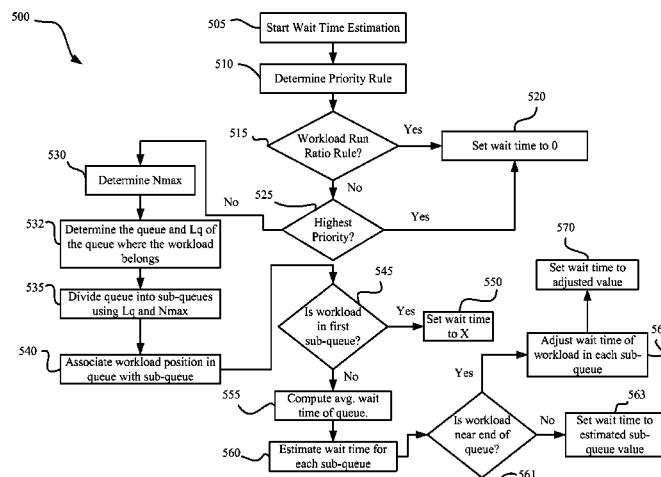 500
505
Start Wait Time Estimation
510
Determine Priority Rule
515
Workload Run
Ratio Rule?
Yes
520
Set wait time to 0
No
525
Highest
Priority?
Yes
No
530
Determine Nmax
532
Determine the queue and Lq of
the queue where the workload
belongs
535
Divide queue into sub-queues
using Lq and Nmax
540
Associate workload position in
queue with sub-queue
545
Is workload
in first
sub-queue?
Yes
550
Set wait time
to X
No
555
Compute avg. wait
time of queue.
560
Estimate wait time for
each sub-queue
Is workload
near end of
queue?
561
Yes
Adjust wait time of
workload in each sub-
queue
570
Set wait time to
adjusted value
No
563
Set wait time to
estimated sub-
queue value